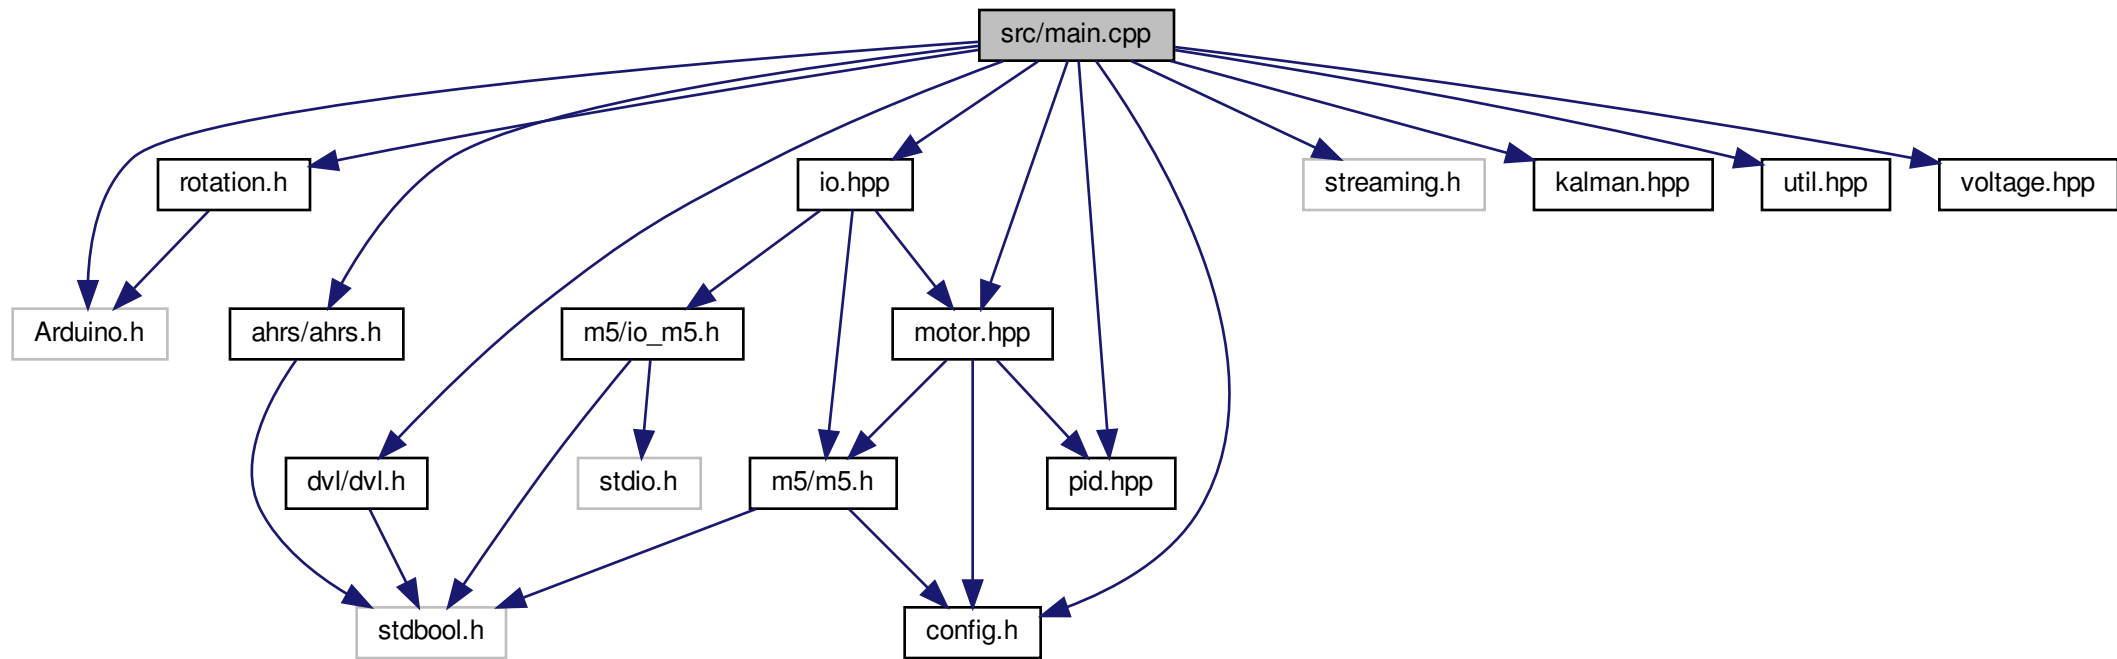 src/main.cpp
rotation.h
io.hpp
streaming.h
kalman.hpp
util.hpp
voltage.hpp
Arduino.h
ahrs/ahrs.h
m5/io_m5.h
motor.hpp
dvl/dvl.h
stdio.h
m5/m5.h
pid.hpp
stdbool.h
config.h